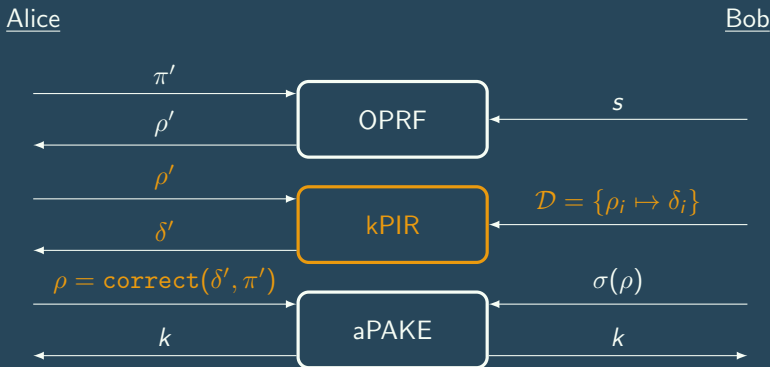 Alice Bob
π′
OPRF
s
ρ′
ρ′
kPIR
𝒟 = {ρᵢ ↦ δᵢ}
δ′
ρ = correct(δ′, π′)
σ(ρ)
aPAKE
k k